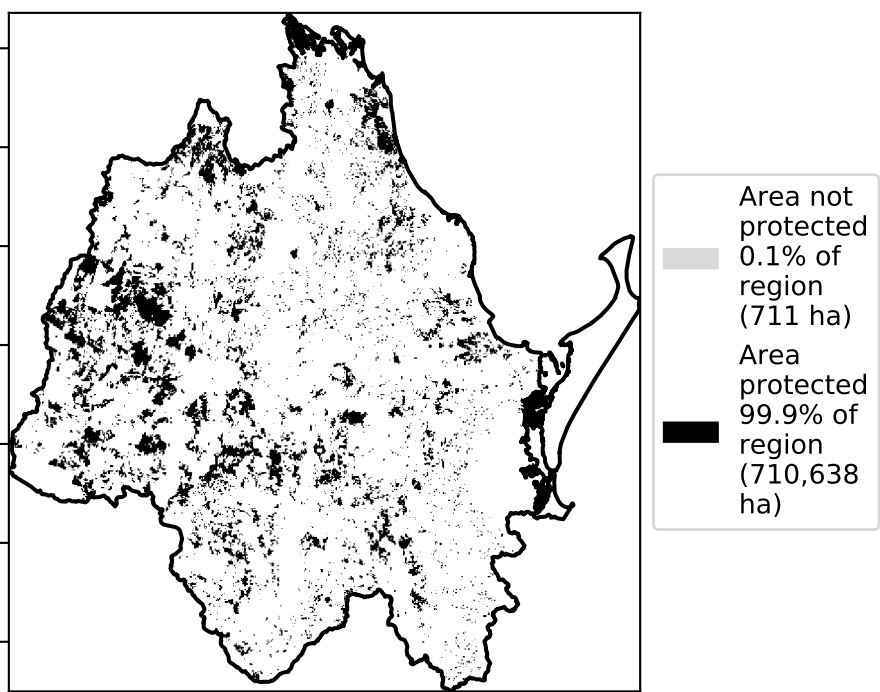 Area not
protected
0.1% of
region
(711 ha)
Area
protected
99.9% of
region
(710,638
ha)